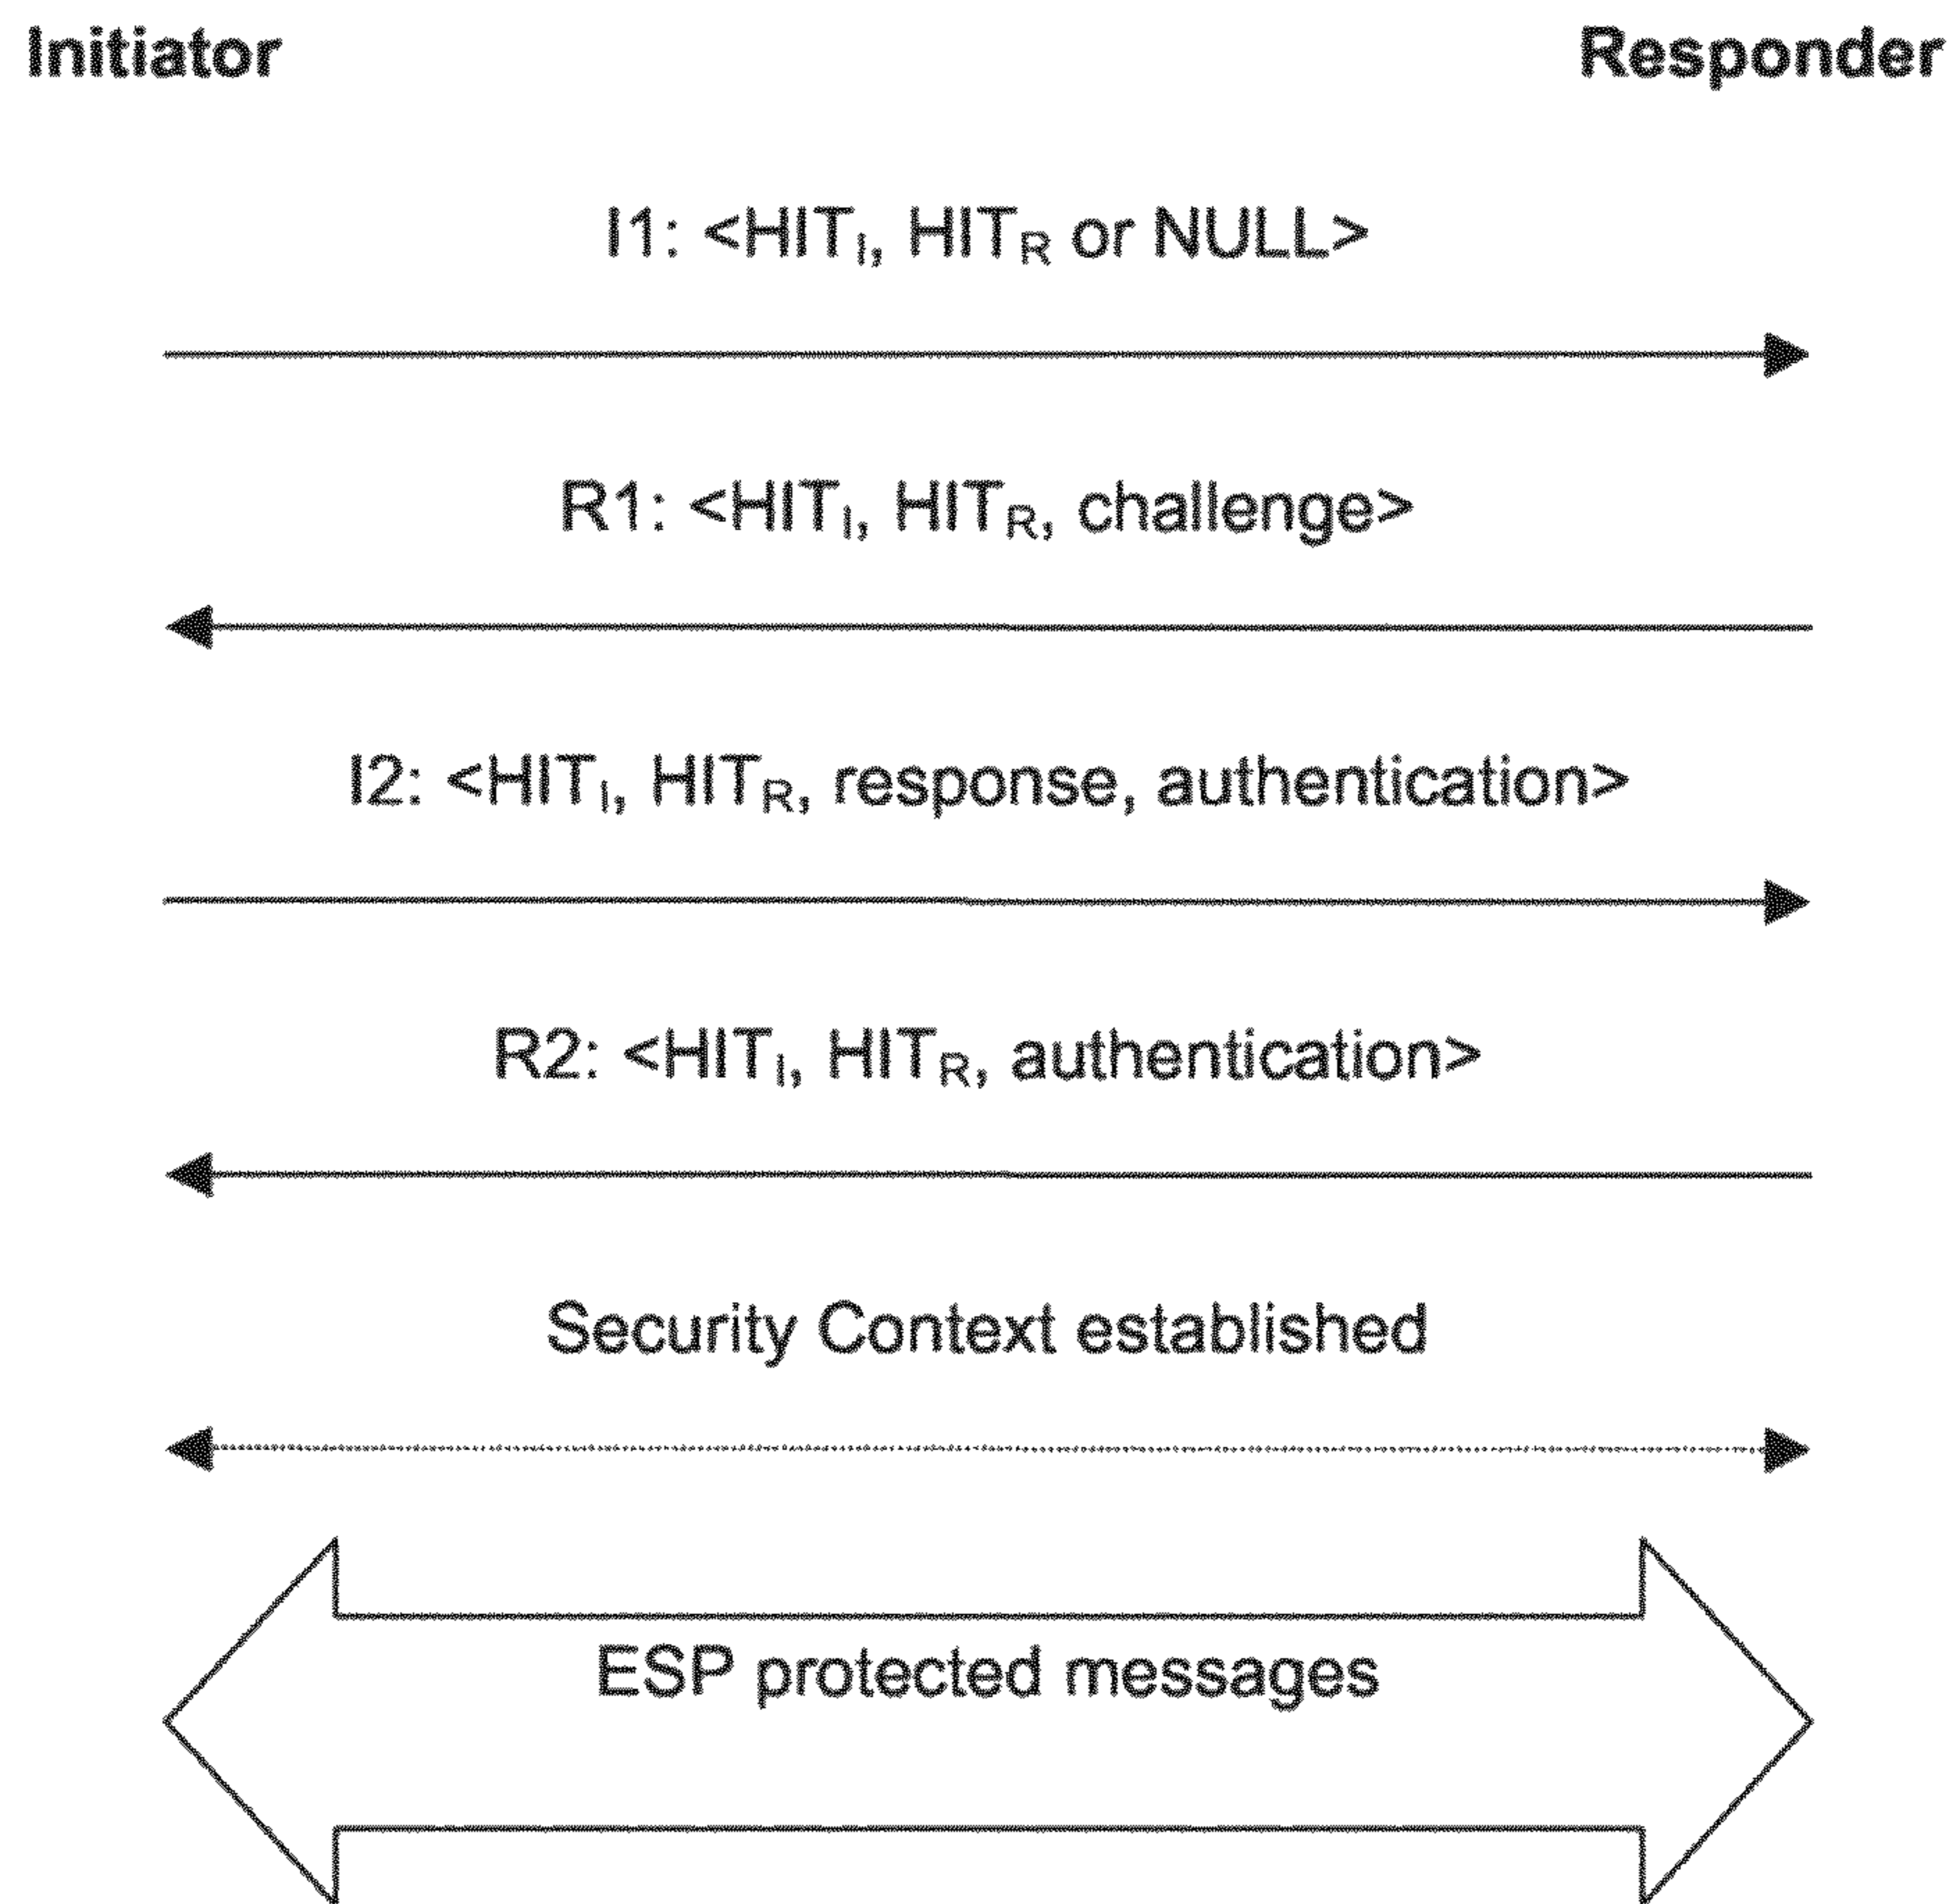 Initiator Responder
I1: <HITI, HITR or NULL>
R1: <HITI, HITR, challenge>
I2: <HITI, HITR, response, authentication>
R2: <HITI, HITR, authentication>
Security Context established
ESP protected messages